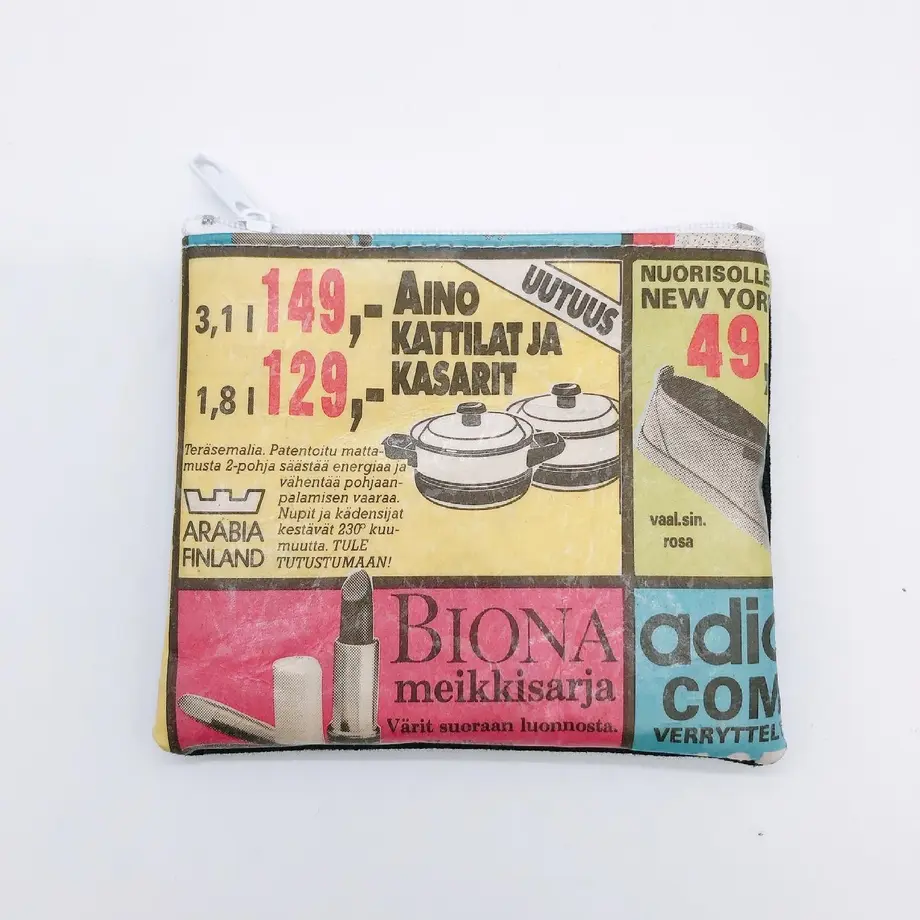 3,1 l 149,-
1,8 l 129,-
AINO
KATTILAT JA
KASARIT
UUTUUS
Teräsemalia. Patentoitu matta-
musta 2-pohja säästää energiaa ja
vähentää pohjaan-
palamisen vaaraa.
Nupit ja kädensijat
kestävät 230° kuu-
muutta. TULE
TUTUSTUMAAN!
ARABIA
FINLAND
NUORISOLLE
NEW YOR
49,
vaal.sin.
rosa
BIONA
meikkisarja
Värit suoraan luonnosta.
adid
COM
VERRYTTEL